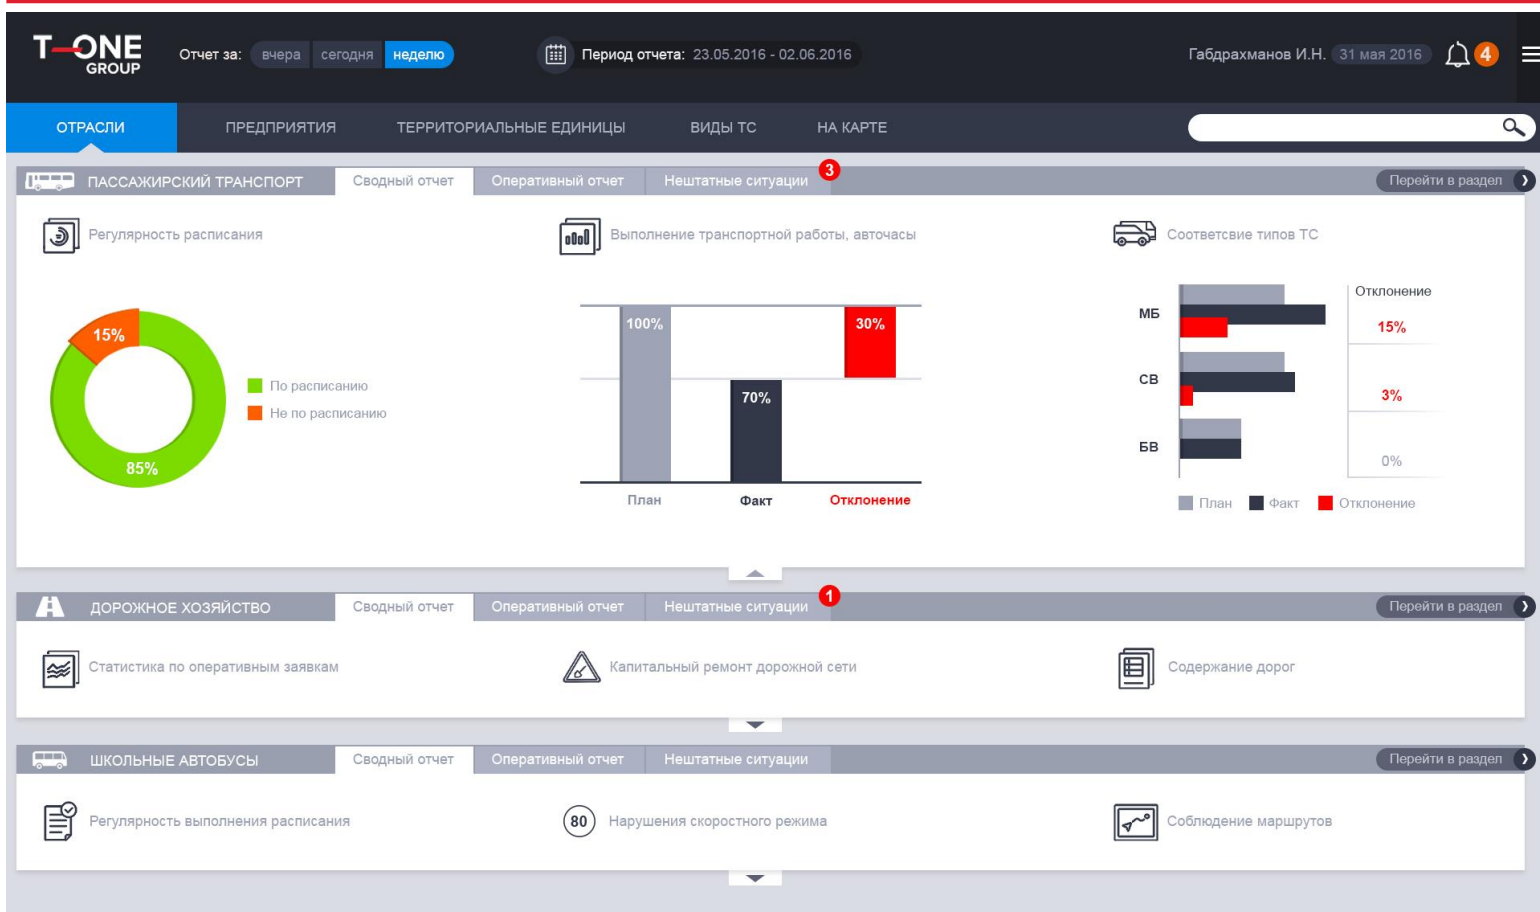 T-ONE
GROUP
Отчет за: вчера сегодня неделю
Период отчета: 23.05.2016 - 02.06.2016
Габдрахманов И.Н. 31 мая 2016 4
ОТРАСЛИ ПРЕДПРИЯТИЯ ТЕРРИТОРИАЛЬНЫЕ ЕДИНИЦЫ ВИДЫ ТС НА КАРТЕ
ПАССАЖИРСКИЙ ТРАНСПОРТ Сводный отчет Оперативный отчет Нештатные ситуации 3 Перейти в раздел
Регулярность расписания
15%
85%
По расписанию
Не по расписанию
Выполнение транспортной работы, авточасы
100% 30%
70%
План Факт Отклонение
Соответсвие типов ТС
Отклонение
МБ 15%
СВ 3%
БВ 0%
План Факт Отклонение
ДОРОЖНОЕ ХОЗЯЙСТВО Сводный отчет Оперативный отчет Нештатные ситуации 1 Перейти в раздел
Статистика по оперативным заявкам Капитальный ремонт дорожной сети Содержание дорог
ШКОЛЬНЫЕ АВТОБУСЫ Сводный отчет Оперативный отчет Нештатные ситуации Перейти в раздел
Регулярность выполнения расписания 80 Нарушения скоростного режима Соблюдение маршрутов